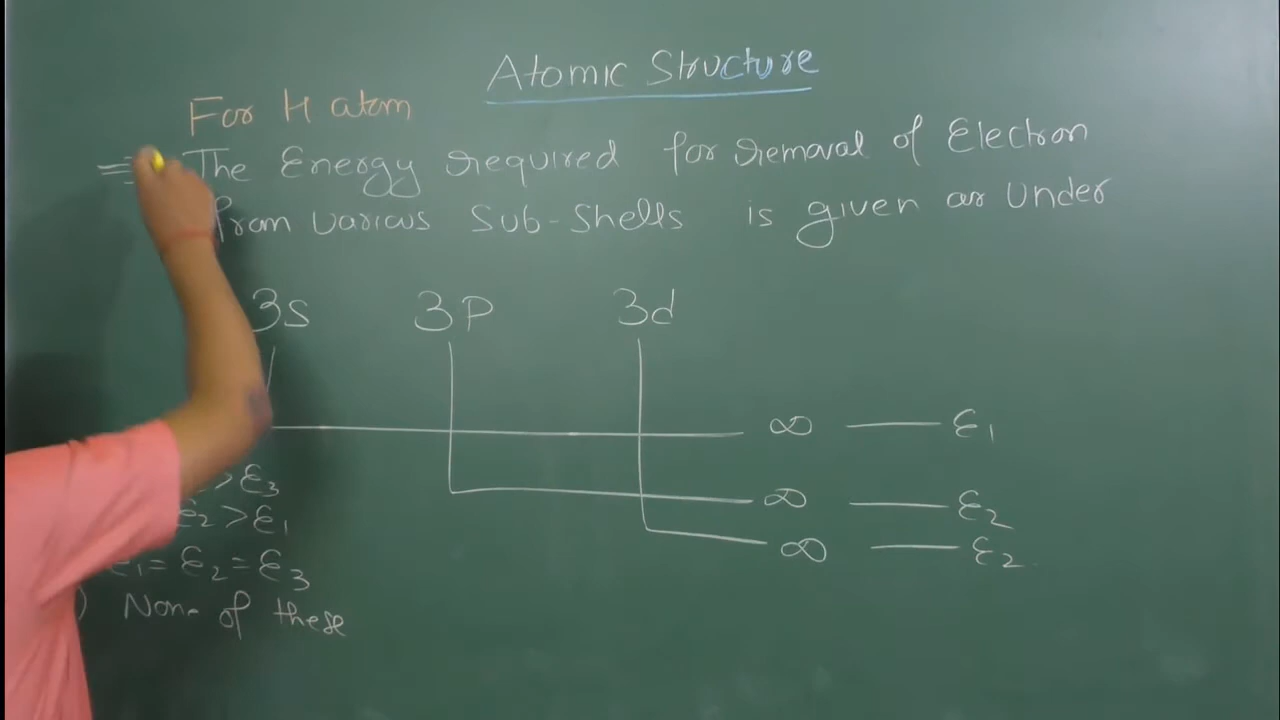 Atomic Structure
For H atom
The Energy required for removal of Electron
from various Sub-Shells is given as under
3s 3p 3d
∞ — ε1
∞ — ε2
∞ — ε2
> ε3
ε2 > ε1
ε1 = ε2 = ε3
) None of these